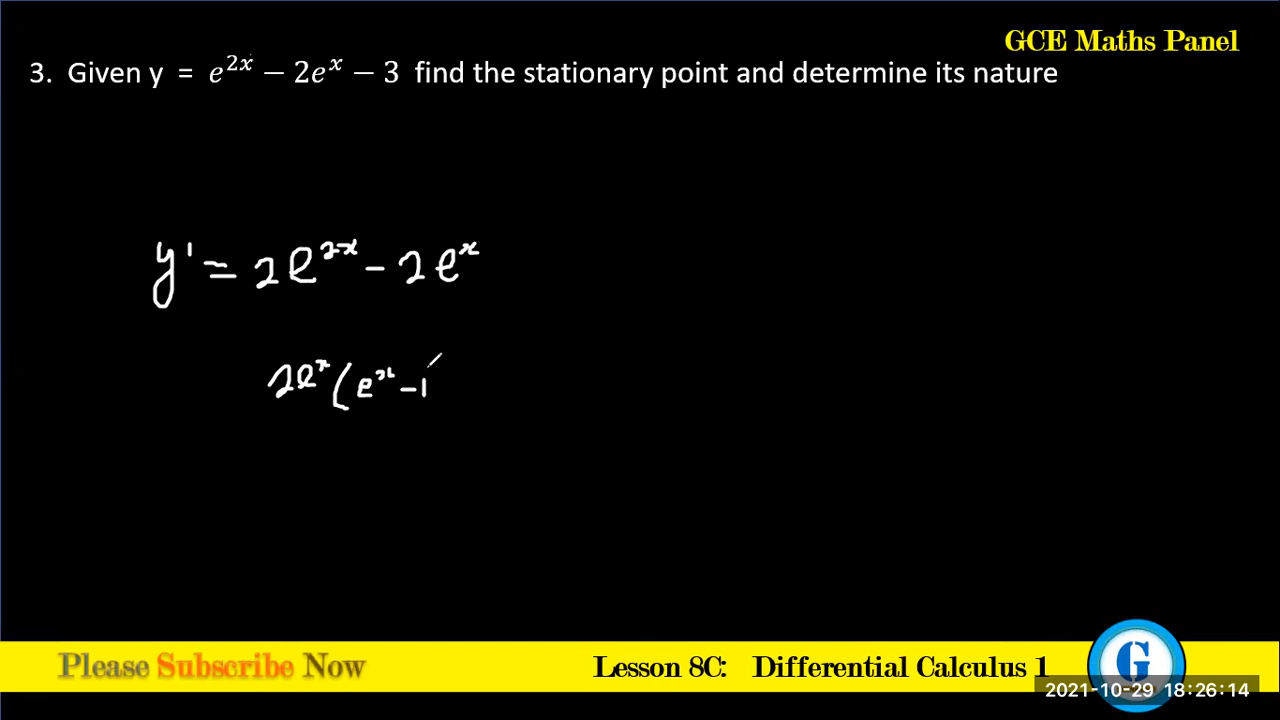 GCE Maths Panel
3. Given y = e^{2x} − 2e^x − 3 find the stationary point and determine its nature
y' = 2e^{2x} - 2e^x
2e^x (e^x - 1
Please Subscribe Now
Lesson 8C: Differential Calculus 1
G
2021-10-29 18:26:14